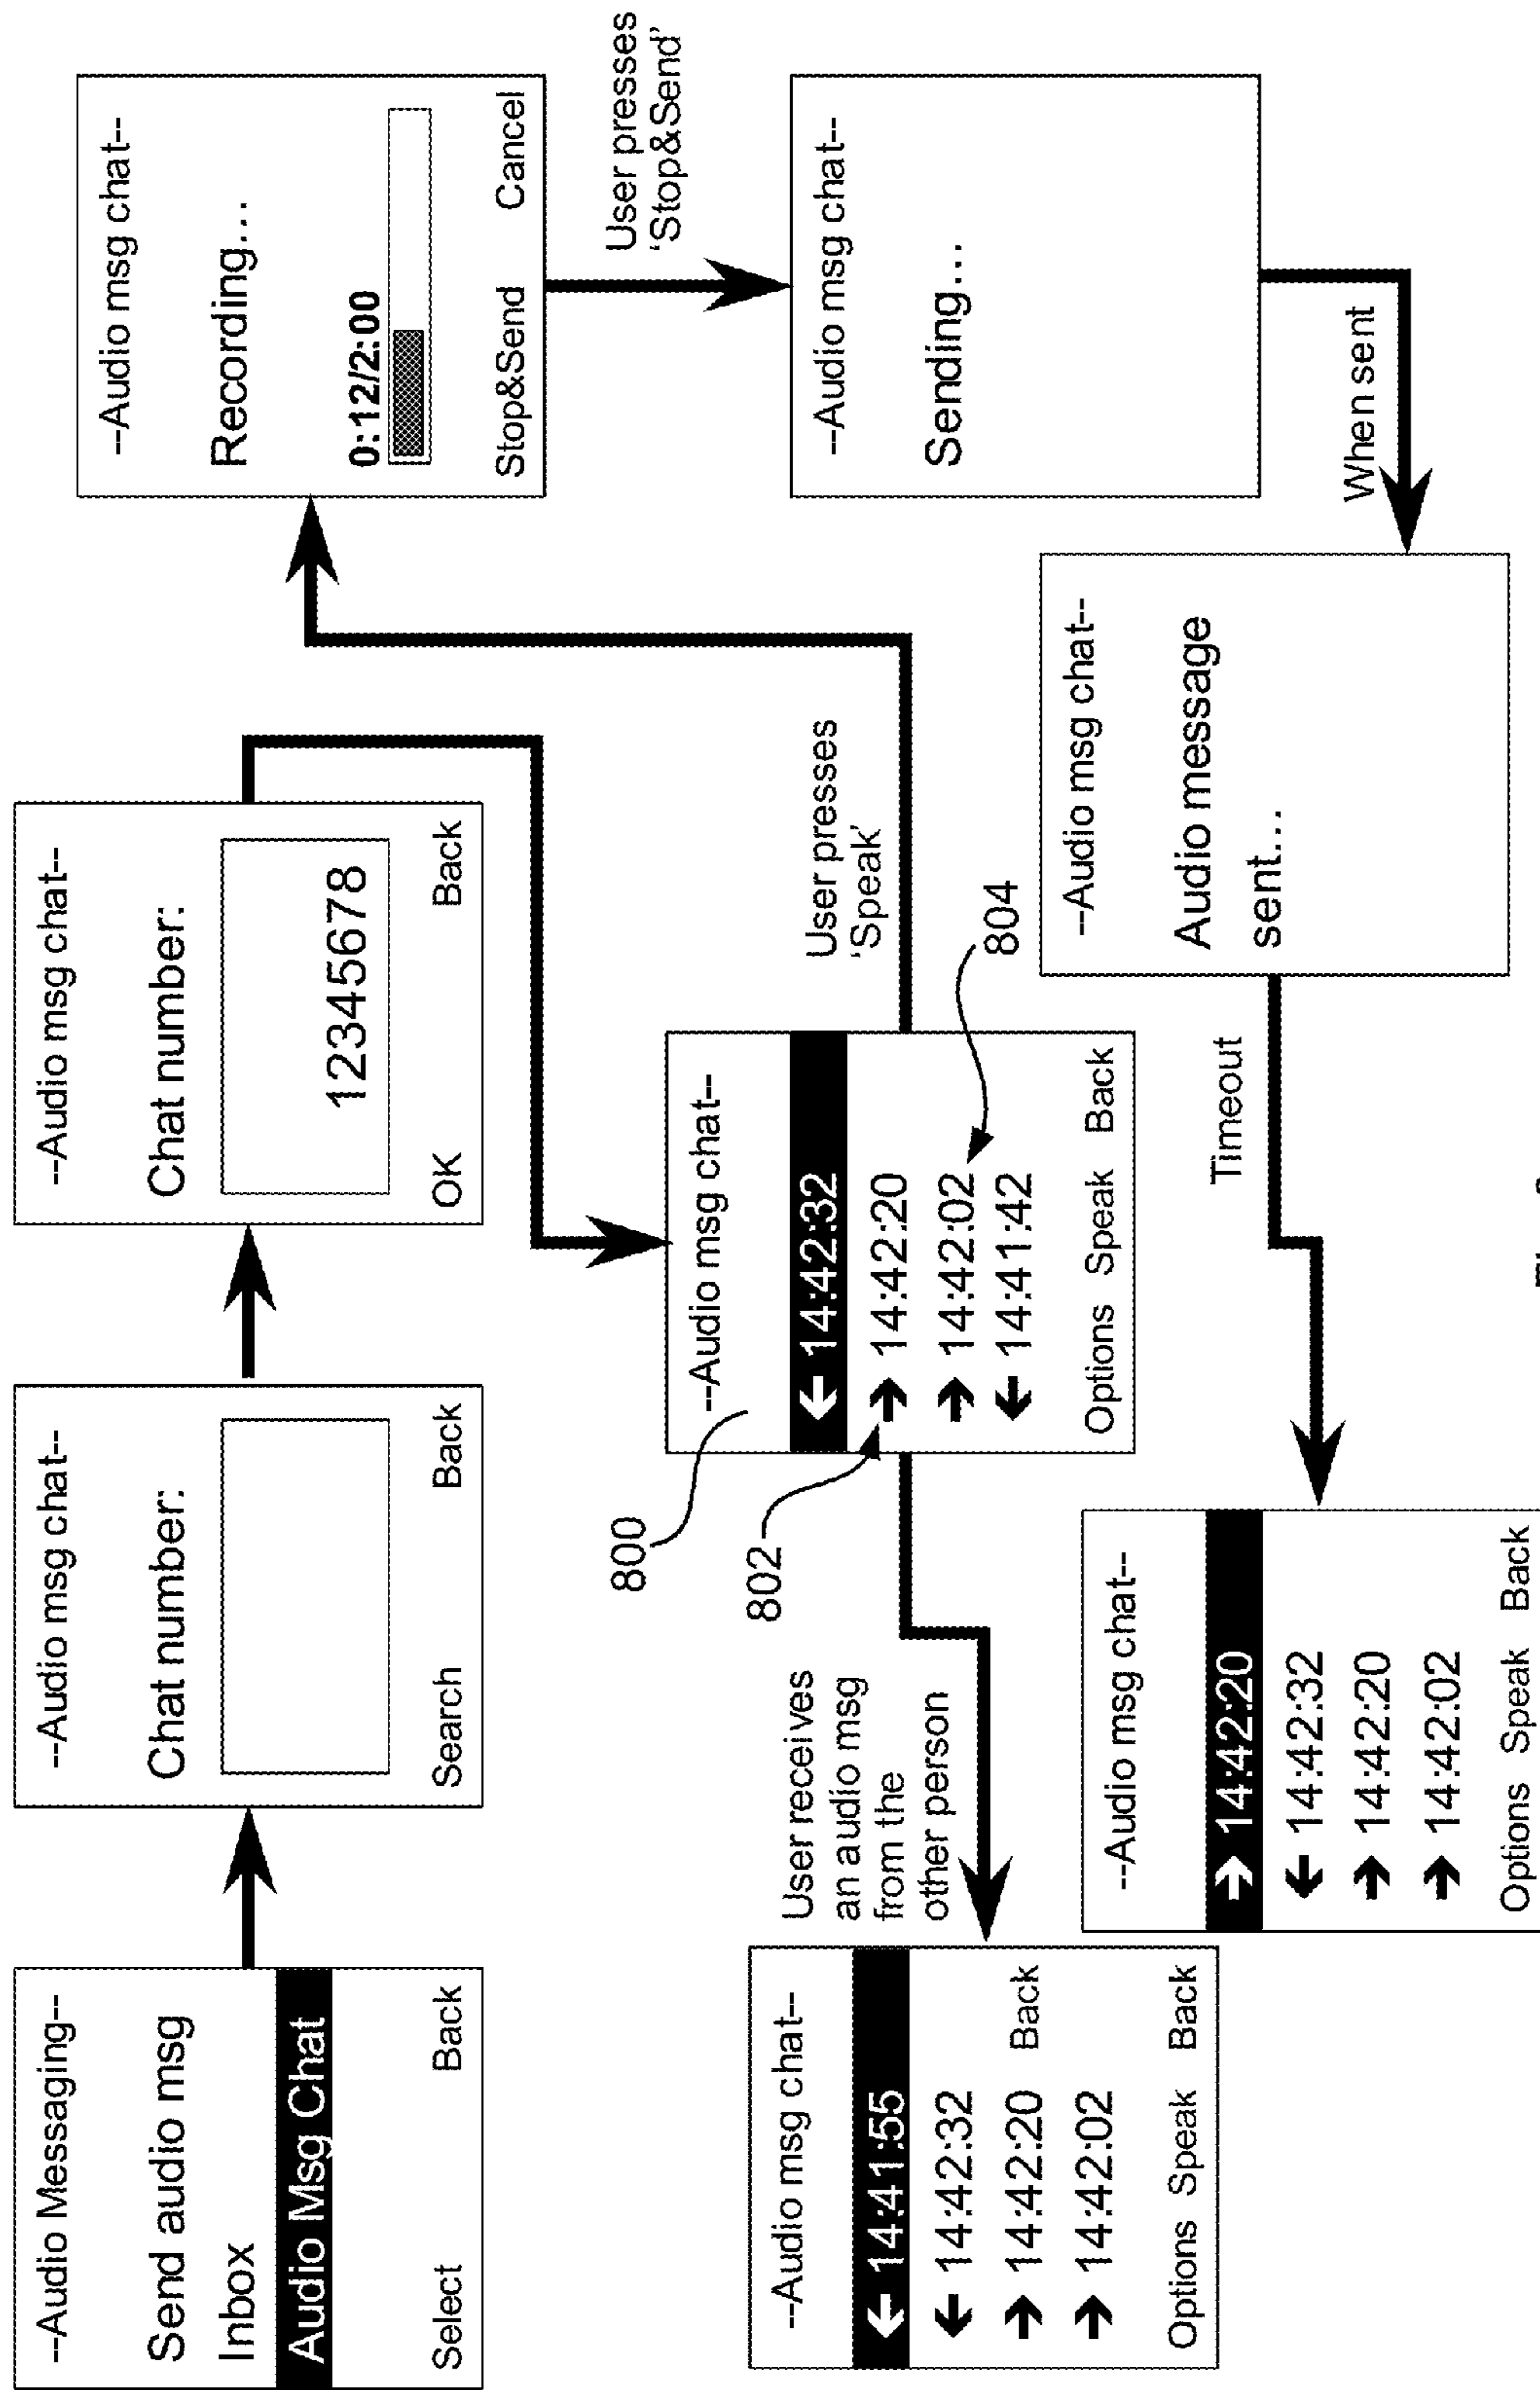 --Audio Messaging--
Send audio msg
Inbox
Audio Msg Chat
Select Back
--Audio msg chat--
Chat number:
Search Back
--Audio msg chat--
Chat number:
12345678
OK Back
--Audio msg chat--
Recording...
0:12/2:00
Stop&Send Cancel
User presses
‘Stop&Send’
800
802
--Audio msg chat--
← 14:42:32
→ 14:42:20
→ 14:42:02
← 14:41:42
Options Speak Back
804
User presses
‘Speak’
--Audio msg chat--
Sending...
When sent
User receives
an audio msg
from the
other person
--Audio msg chat--
← 14:41:55
← 14:42:32
→ 14:42:20 Back
→ 14:42:02
Options Speak Back
Timeout
--Audio msg chat--
Audio message
sent...
--Audio msg chat--
→ 14:42:20
← 14:42:32
→ 14:42:20
→ 14:42:02
Options Speak Back